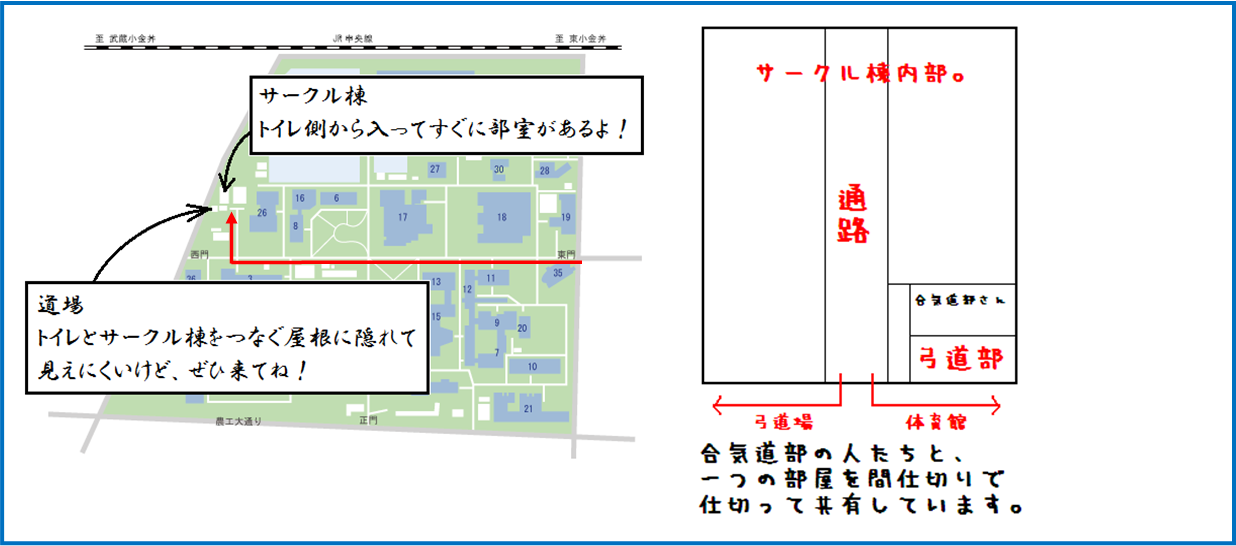 至 武蔵小金井
JR中央線
至 東小金井
サークル棟
トイレ側から入ってすぐに部室があるよ！
27
30
28
16
6
26
8
17
18
19
西門
東門
36
3
13
11
35
12
15
9
20
7
10
21
道場
トイレとサークル棟をつなぐ屋根に隠れて
見えにくいけど、ぜひ来てね！
農工大通り
正門
サークル棟内部。
通路
合気道部さん
弓道部
弓道場
体育館
合気道部の人たちと、
一つの部屋を間仕切りで
仕切って共有しています。